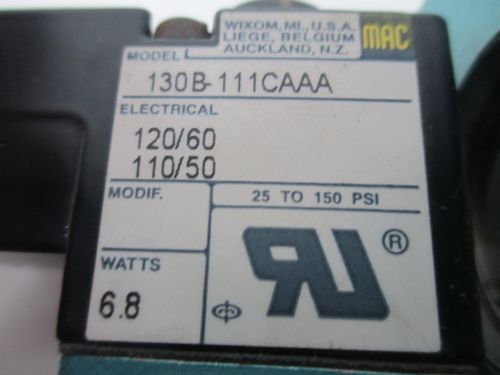 WIXOM, MI., U.S.A.
LIEGE, BELGIUM
AUCKLAND, N.Z.
MAC
MODEL
130B-111CAAA
ELECTRICAL
120/60
110/50
MODIF.
25 TO 150 PSI
WATTS
6.8
RU ®